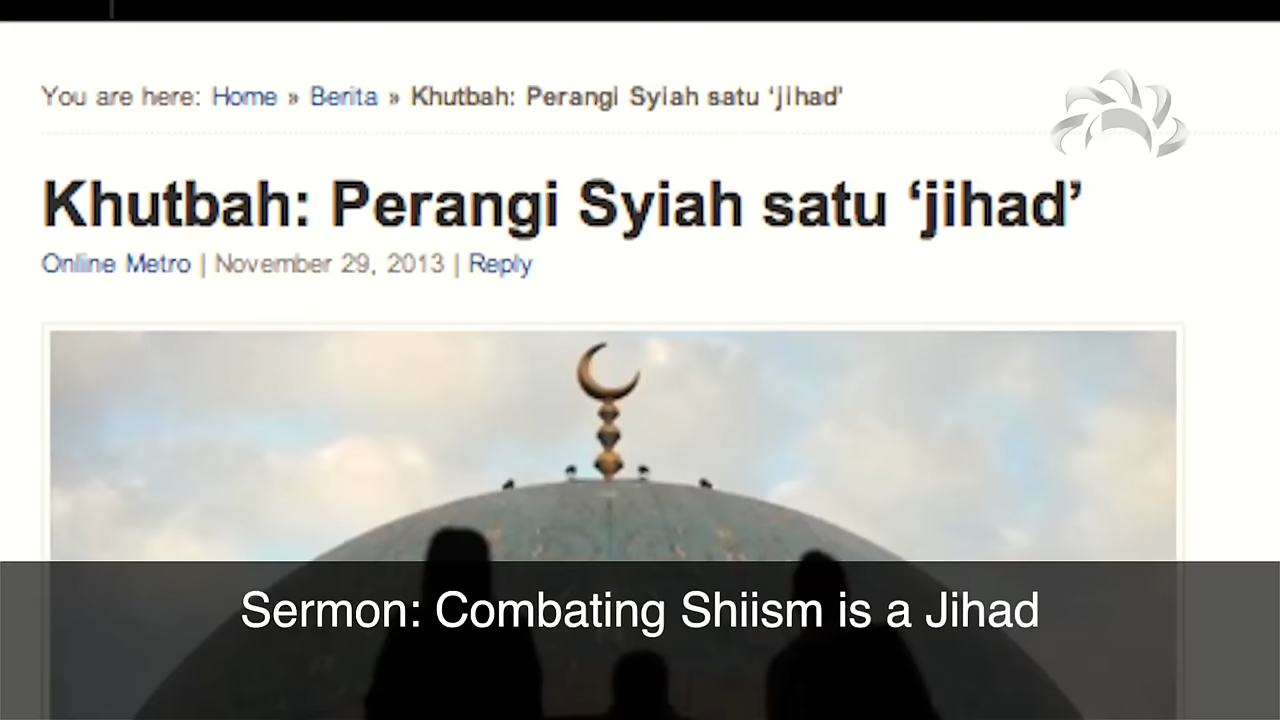 You are here: Home » Berita » Khutbah: Perangi Syiah satu ‘jihad’
Khutbah: Perangi Syiah satu ‘jihad’
Online Metro | November 29, 2013 | Reply
Sermon: Combating Shiism is a Jihad